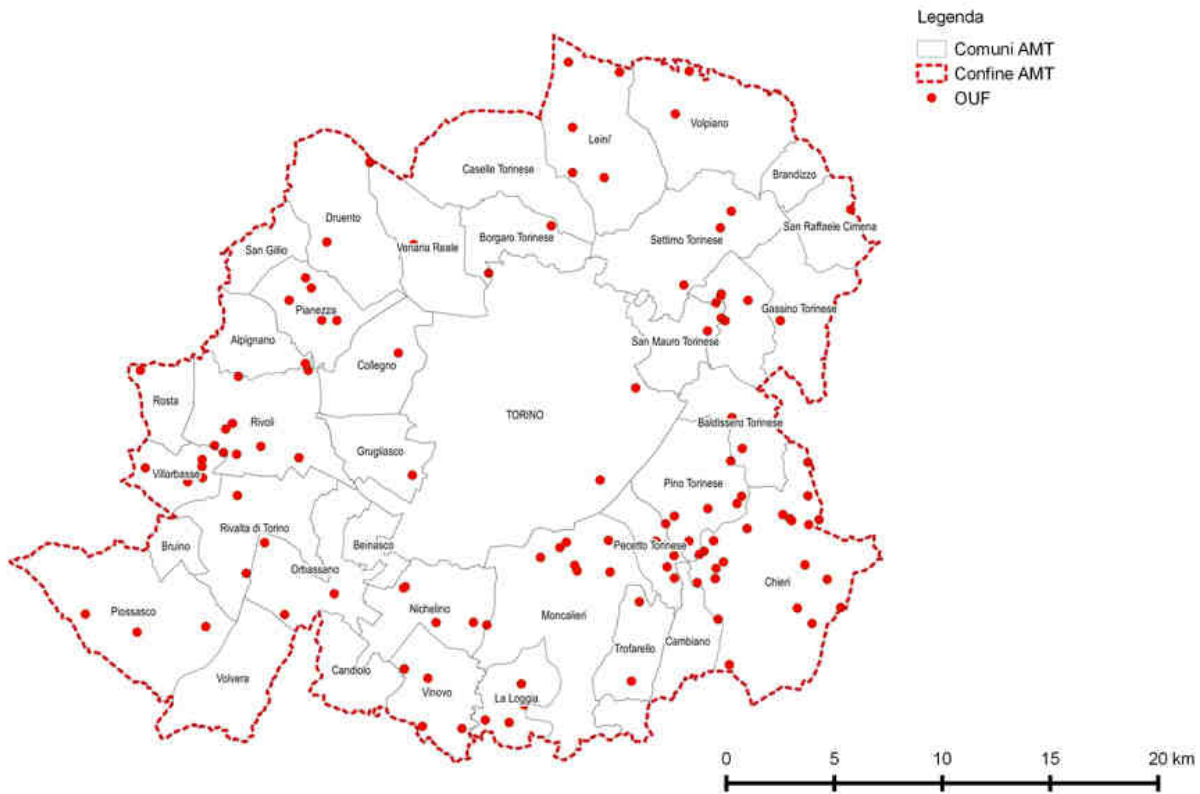 Legenda
Comuni AMT
Confine AMT
OUF
Leinì
Volpiano
Caselle Torinese
Brandizzo
Druento
San Raffaele Cimena
Borgaro Torinese
Settimo Torinese
Venaria Reale
San Gillio
Gassino Torinese
Pianezza
Alpignano
San Mauro Torinese
Collegno
Rosta
TORINO
Rivoli
Baldissero Torinese
Grugliasco
Villarbasse
Pino Torinese
Rivalta di Torino
Bruino
Beinasco
Pecetto Torinese
Orbassano
Chieri
Piossasco
Nichelino
Moncalieri
Trofarello
Cambiano
Volvera
Candiolo
Vinovo
La Loggia
0 5 10 15 20 km